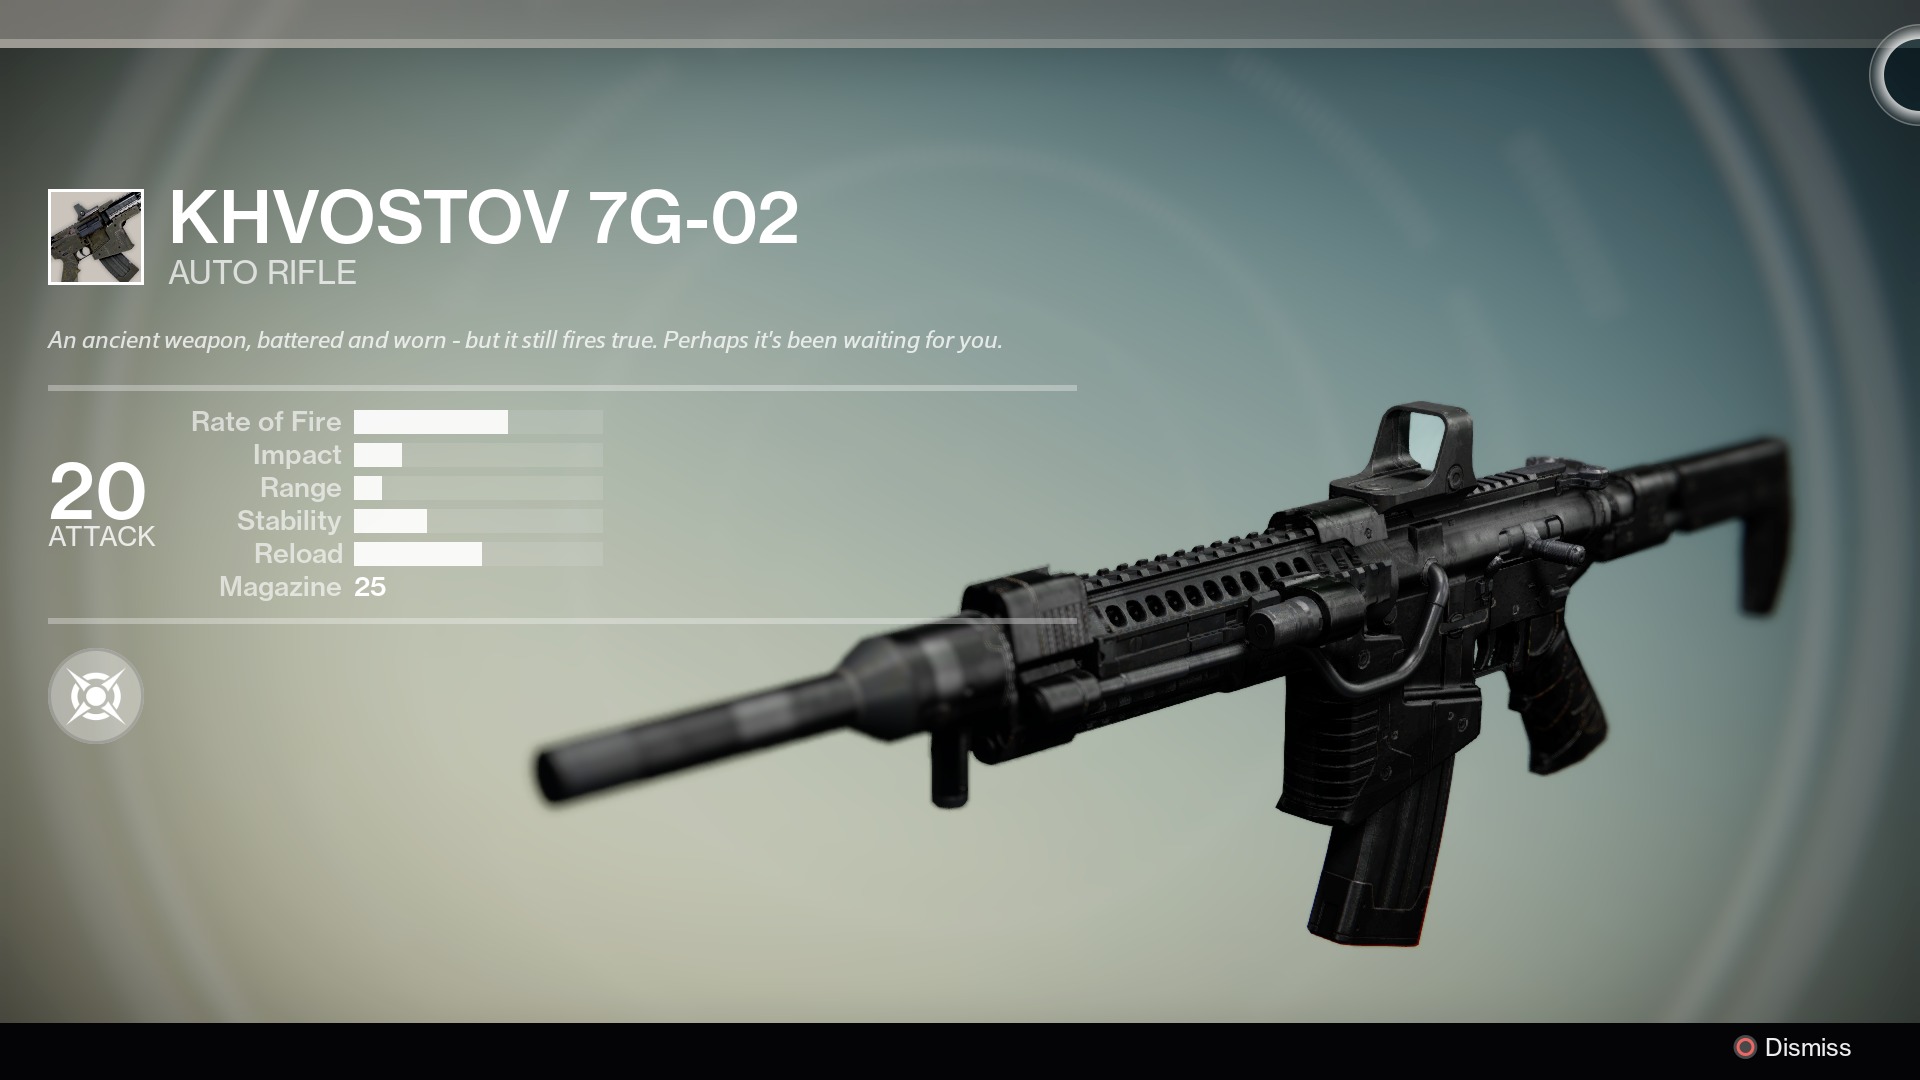 KHVOSTOV 7G-02
AUTO RIFLE
An ancient weapon, battered and worn - but it still fires true. Perhaps it's been waiting for you.
20
ATTACK
Rate of Fire
Impact
Range
Stability
Reload
Magazine 25
Dismiss